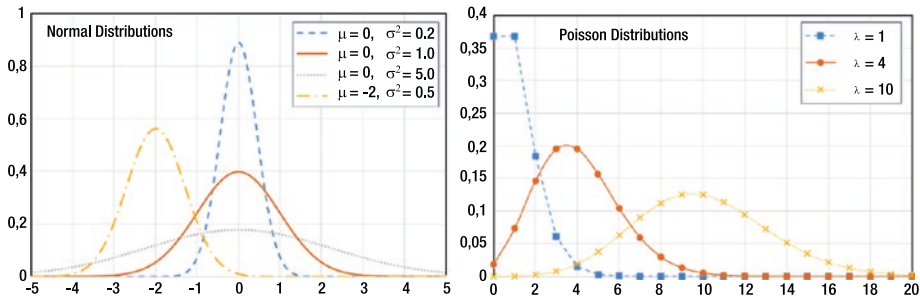 Normal Distributions
μ = 0, σ² = 0.2
μ = 0, σ² = 1.0
μ = 0, σ² = 5.0
μ = -2, σ² = 0.5
1
0,8
0,6
0,4
0,2
0
-5 -4 -3 -2 -1 0 1 2 3 4 5
Poisson Distributions
λ = 1
λ = 4
λ = 10
0,4
0,35
0,3
0,25
0,2
0,15
0,1
0,05
0
0 2 4 6 8 10 12 14 16 18 20